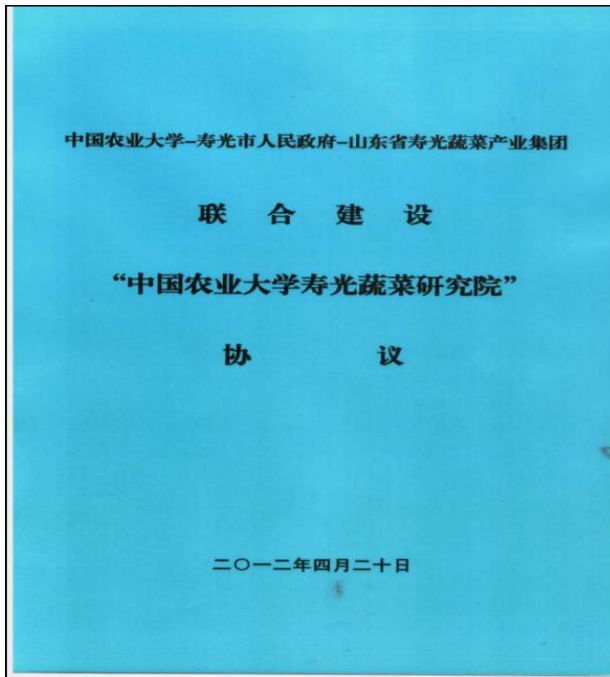 中国农业大学-寿光市人民政府-山东省寿光蔬菜产业集团
联合建设
“中国农业大学寿光蔬菜研究院”
协议
二〇一二年四月二十日